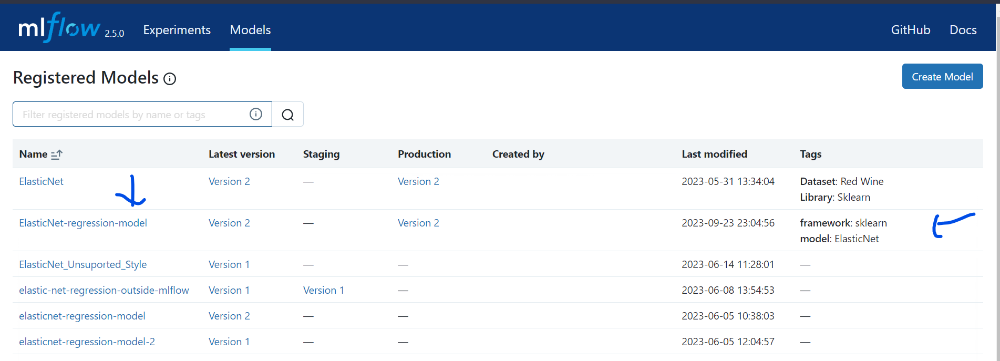 mlflow 2.5.0 Experiments Models GitHub Docs
Registered Models
Create Model
Filter registered models by name or tags
Name Latest version Staging Production Created by Last modified Tags
ElasticNet Version 2 — Version 2 2023-05-31 13:34:04 Dataset: Red Wine
Library: Sklearn
ElasticNet-regression-model Version 2 — Version 2 2023-09-23 23:04:56 framework: sklearn
model: ElasticNet
ElasticNet_Unsuported_Style Version 1 — — 2023-06-14 11:28:01 —
elastic-net-regression-outside-mlflow Version 1 Version 1 — 2023-06-08 13:54:53 —
elasticnet-regression-model Version 2 — — 2023-06-05 10:38:03 —
elasticnet-regression-model-2 Version 1 — — 2023-06-05 12:04:57 —